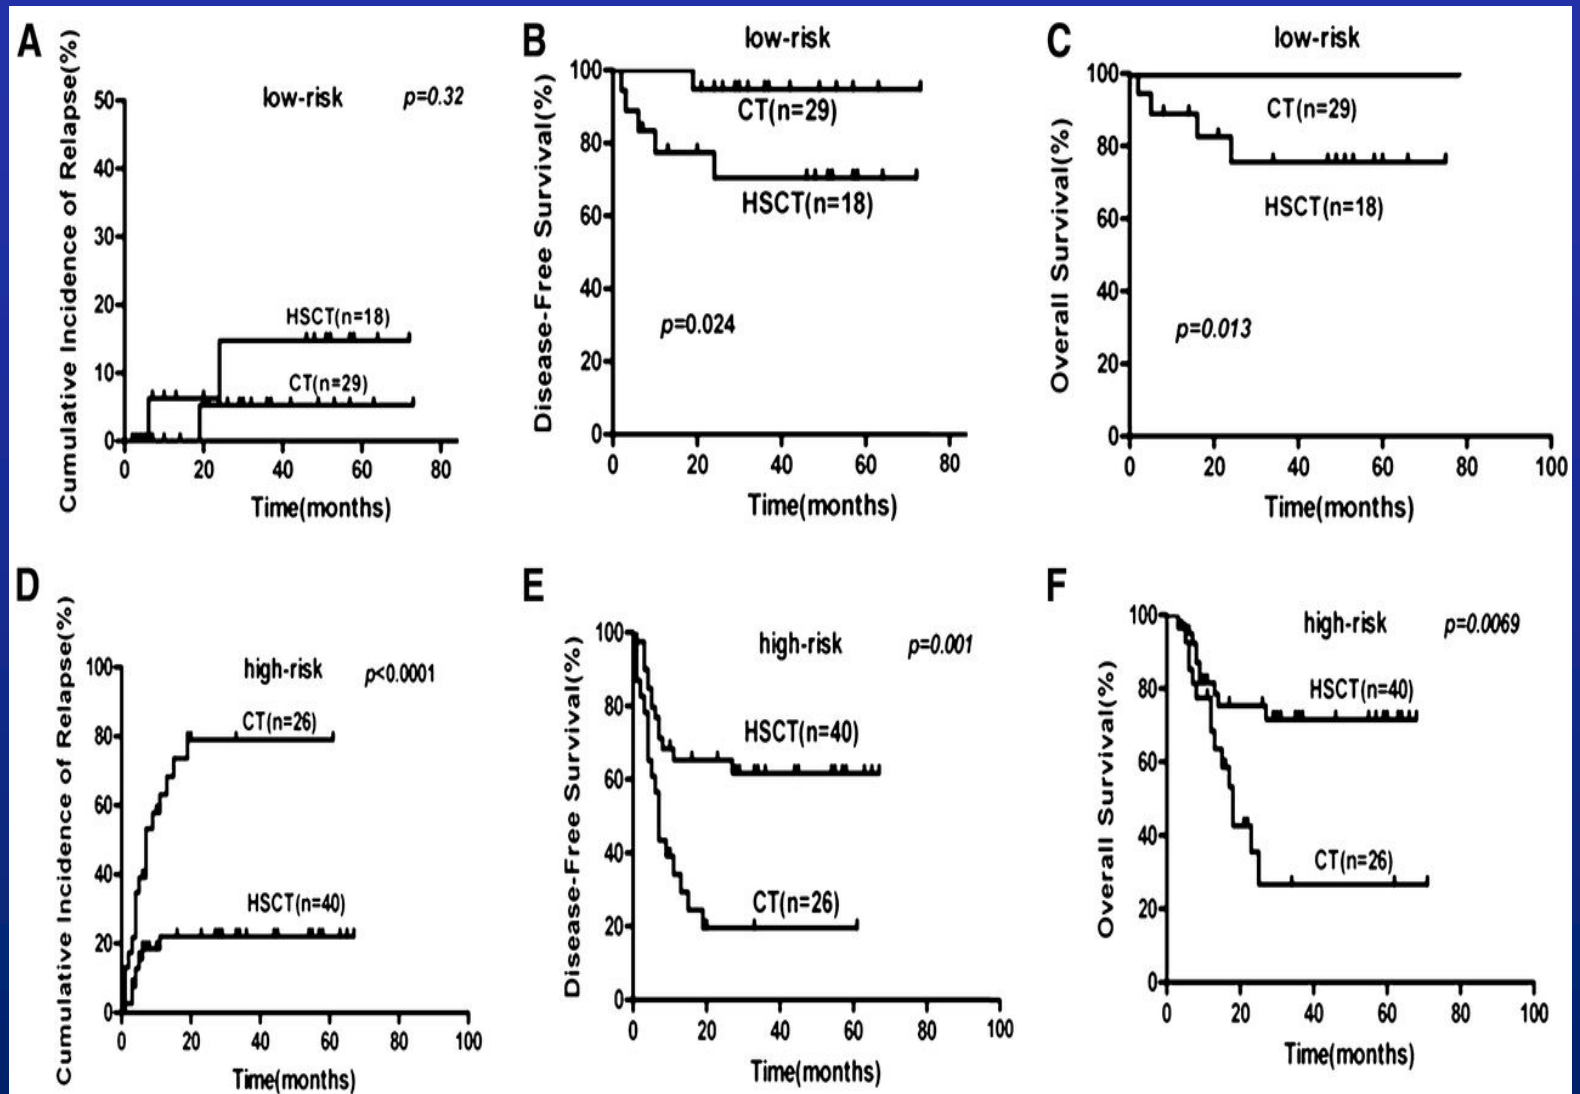 A
low-risk
p=0.32
Cumulative Incidence of Relapse(%)
50
40
30
20
10
0
HSCT(n=18)
CT(n=29)
0 20 40 60 80
Time(months)
B
low-risk
Disease-Free Survival(%)
100
80
60
40
20
0
CT(n=29)
HSCT(n=18)
p=0.024
0 20 40 60 80
Time(months)
C
low-risk
Overall Survival(%)
100
80
60
40
20
0
CT(n=29)
HSCT(n=18)
p=0.013
0 20 40 60 80 100
Time(months)
D
high-risk
p<0.0001
Cumulative Incidence of Relapse(%)
100
80
60
40
20
0
CT(n=26)
HSCT(n=40)
0 20 40 60 80 100
Time(months)
E
high-risk
p=0.001
Disease-Free Survival(%)
100
80
60
40
20
0
HSCT(n=40)
CT(n=26)
0 20 40 60 80 100
Time(months)
F
high-risk
p=0.0069
Overall Survival(%)
100
80
60
40
20
0
HSCT(n=40)
CT(n=26)
0 20 40 60 80 100
Time(months)